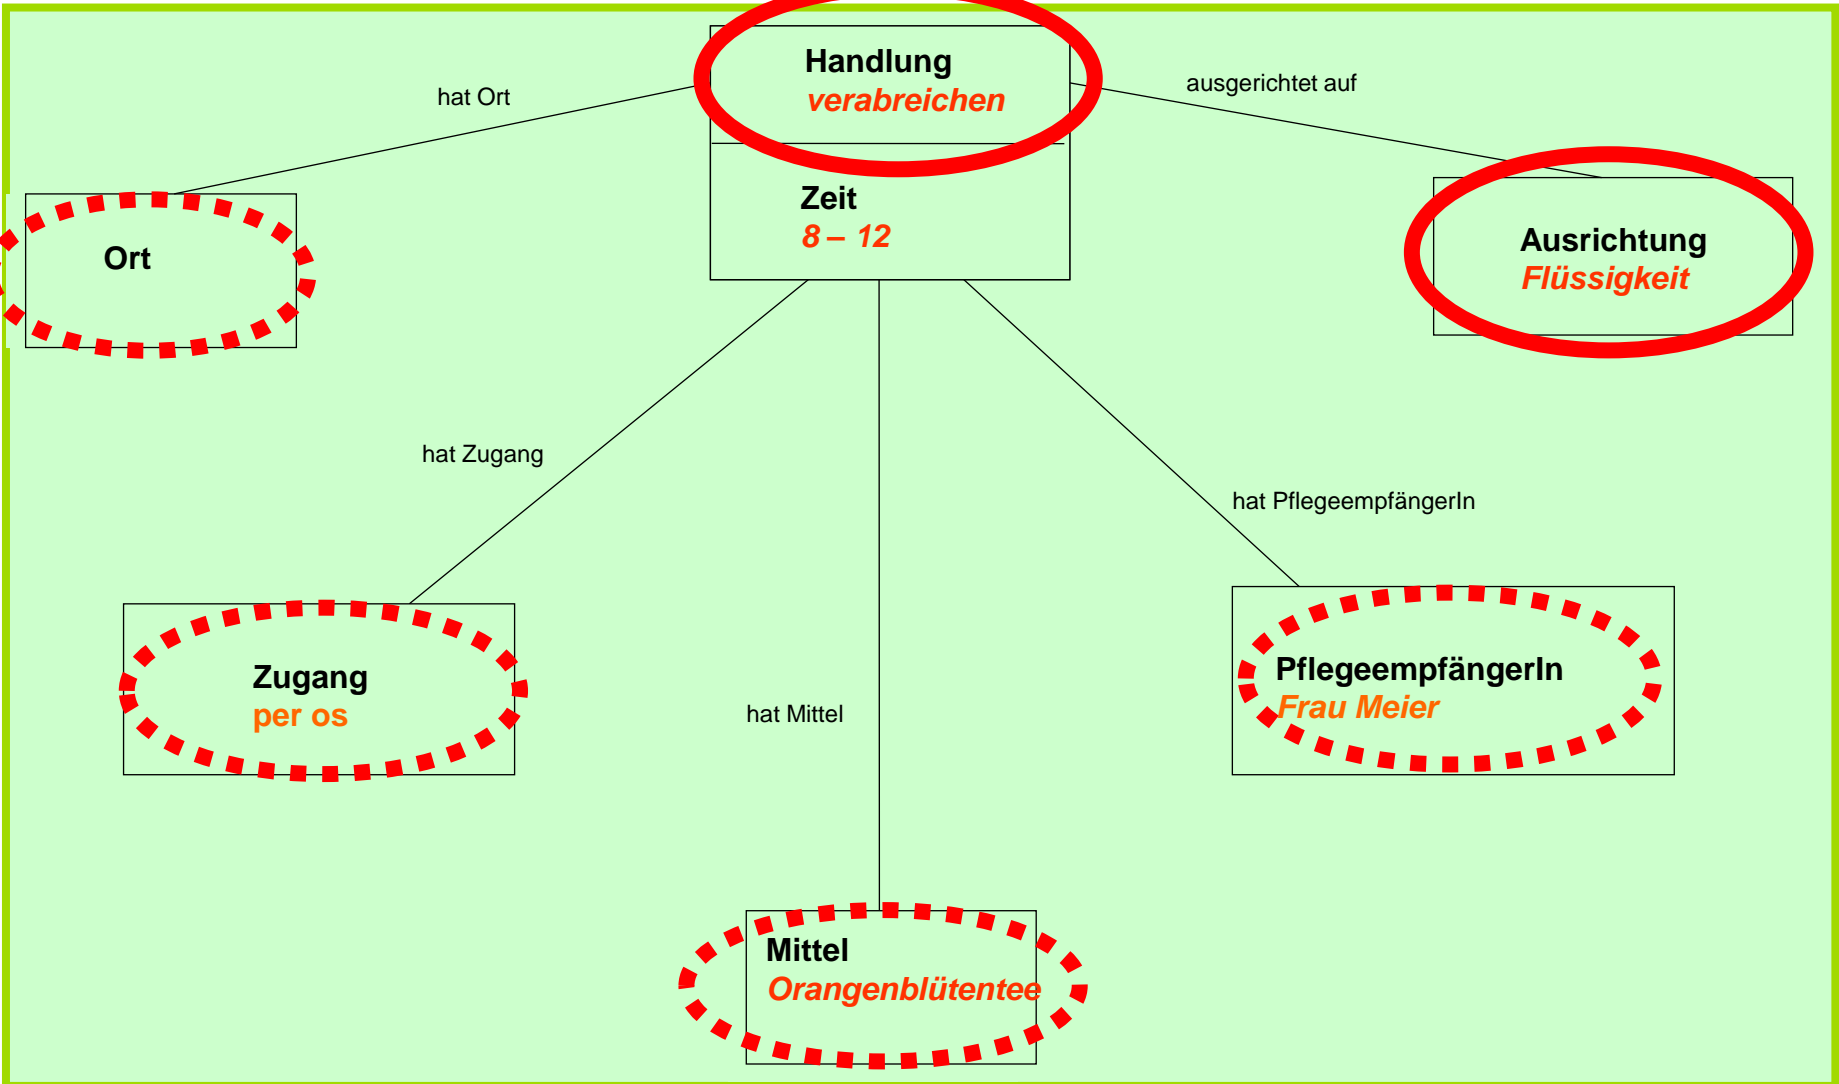 Handlung
verabreichen
hat Ort
ausgerichtet auf
Zeit
8 – 12
Ort
Ausrichtung
Flüssigkeit
hat Zugang
hat PflegeempfängerIn
Zugang
per os
PflegeempfängerIn
Frau Meier
hat Mittel
Mittel
Orangenblütentee